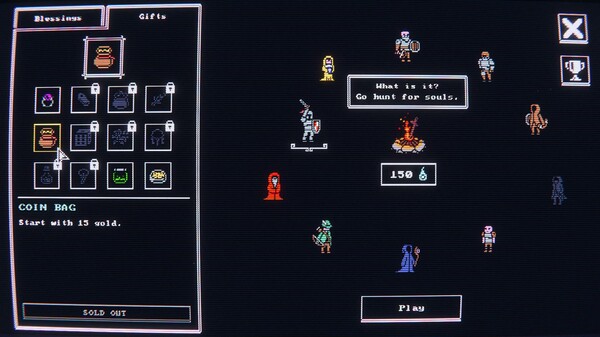 Blessings
Gifts
What is it?
Go hunt for souls.
150
COIN BAG
Start with 15 gold.
SOLD OUT
Play